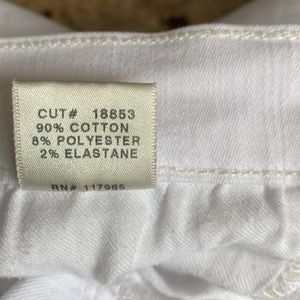 CUT# 18853
90% COTTON
8% POLYESTER
2% ELASTANE
RN# 117965